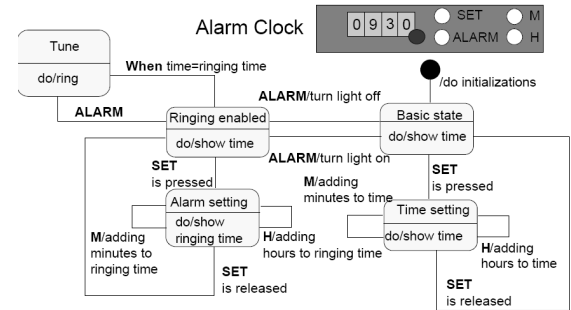 Alarm Clock
0 9 3 0
SET
M
ALARM
H
Tune
do/ring
When time=ringing time
/do initializations
ALARM
ALARM/turn light off
Ringing enabled
do/show time
Basic state
do/show time
ALARM/turn light on
SET
is pressed
SET
is pressed
M/adding
minutes to time
Alarm setting
do/show
ringing time
Time setting
do/show time
M/adding
minutes to
ringing time
H/adding
hours to ringing time
H/adding
hours to time
SET
is released
SET
is released